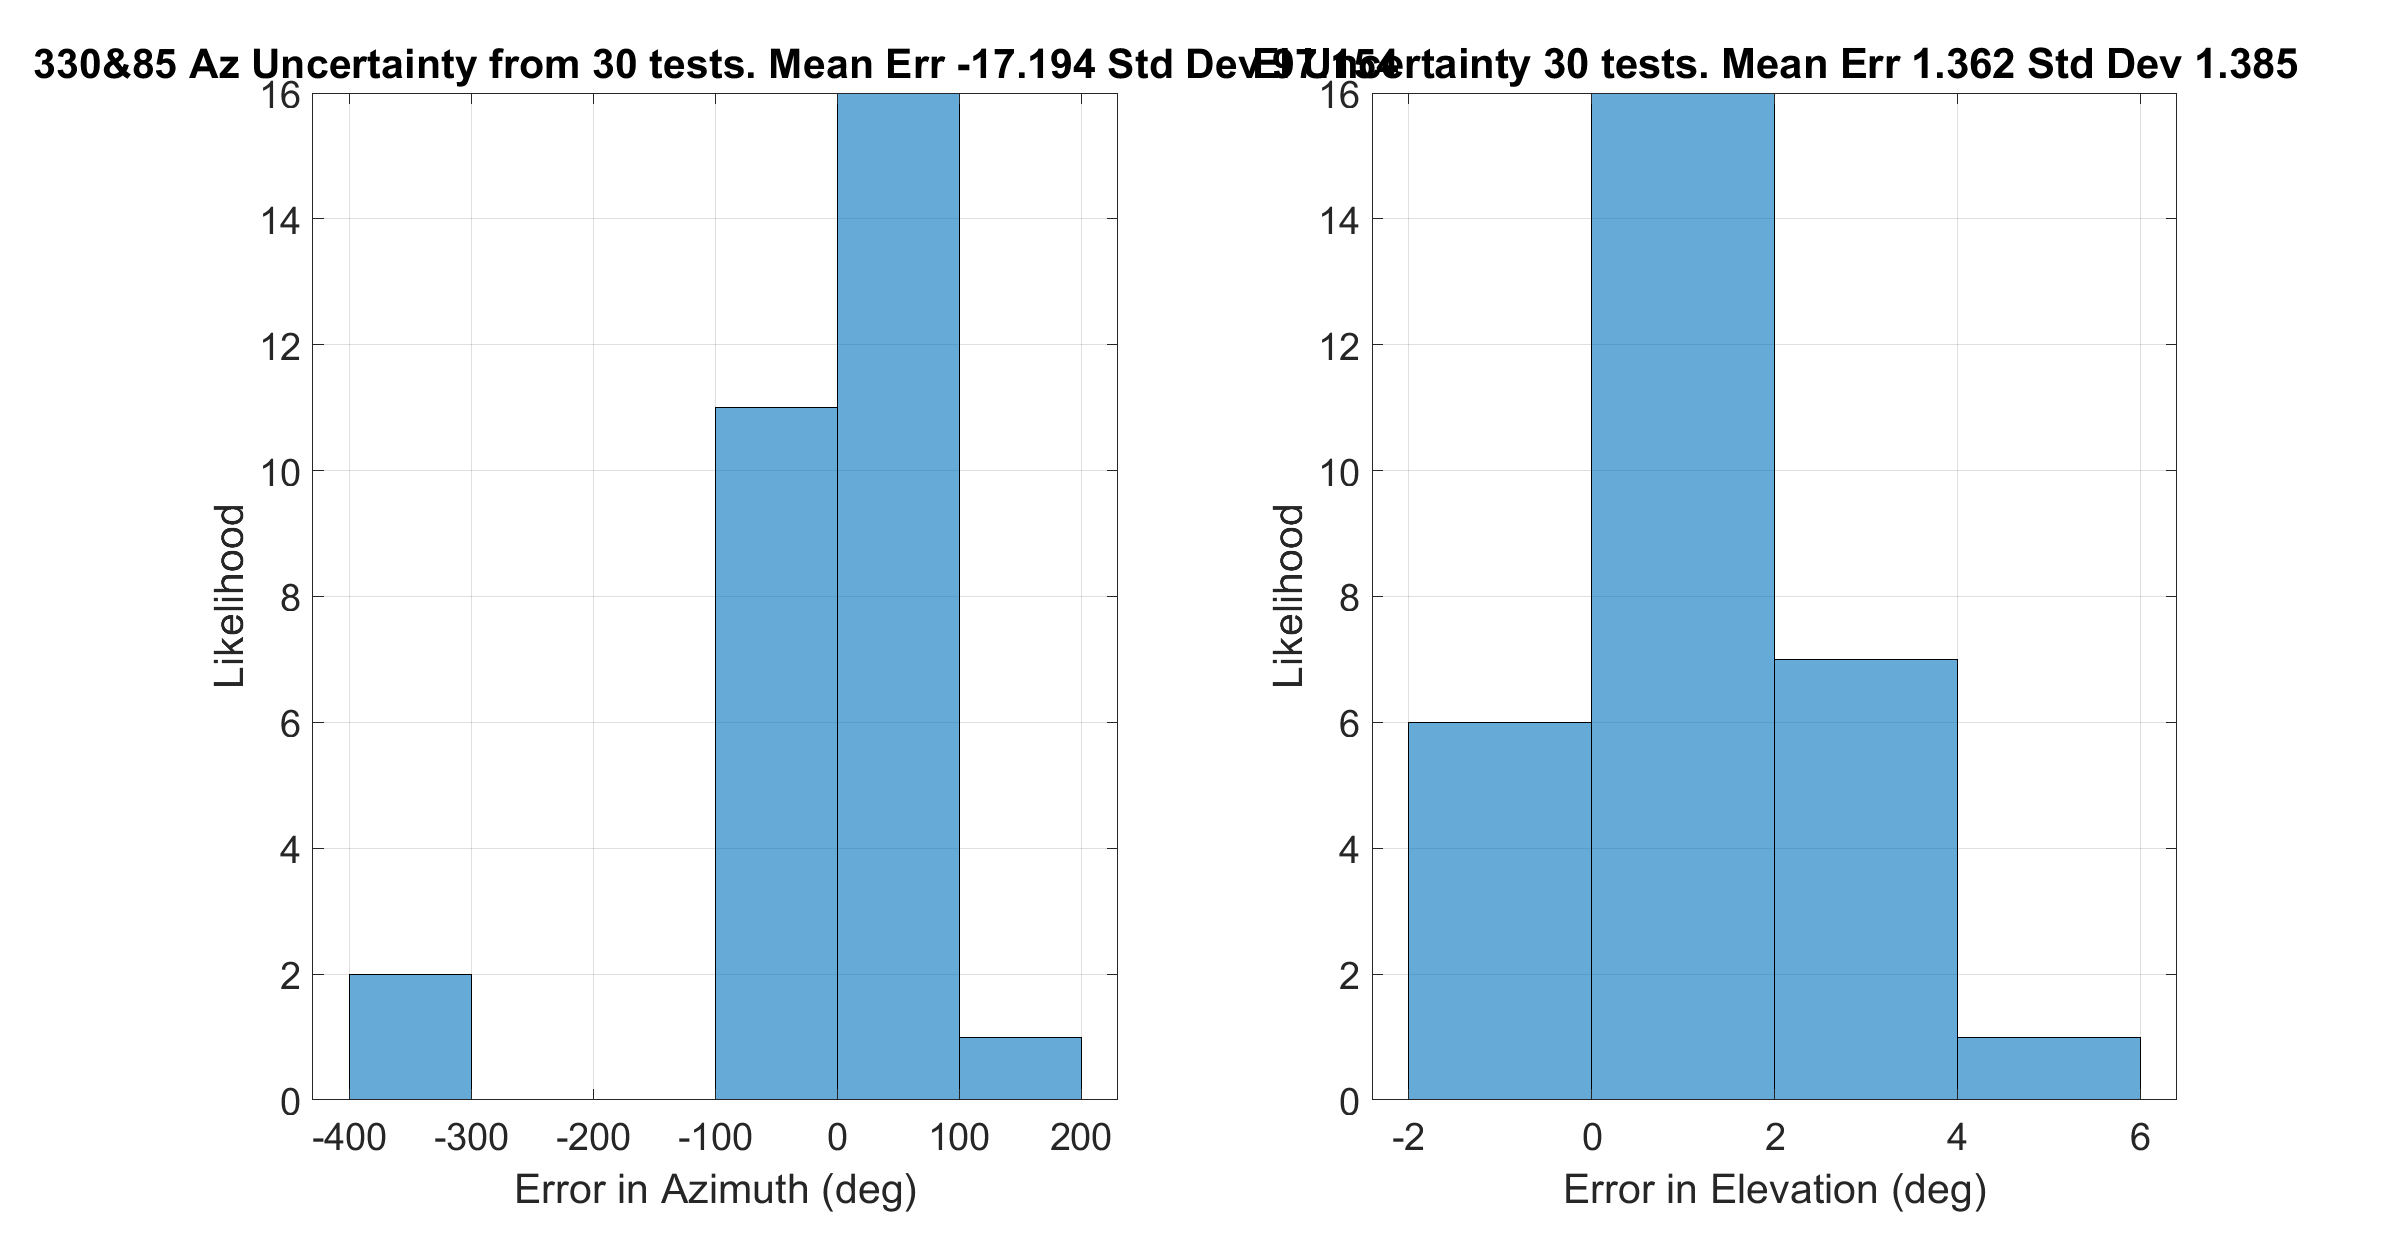 330&85 Az Uncertainty from 30 tests. Mean Err -17.194 Std Dev 97.154
El Uncertainty 30 tests. Mean Err 1.362 Std Dev 1.385
16
14
12
10
8
6
4
2
0
Likelihood
-400 -300 -200 -100 0 100 200
Error in Azimuth (deg)
16
14
12
10
8
6
4
2
0
Likelihood
-2 0 2 4 6
Error in Elevation (deg)